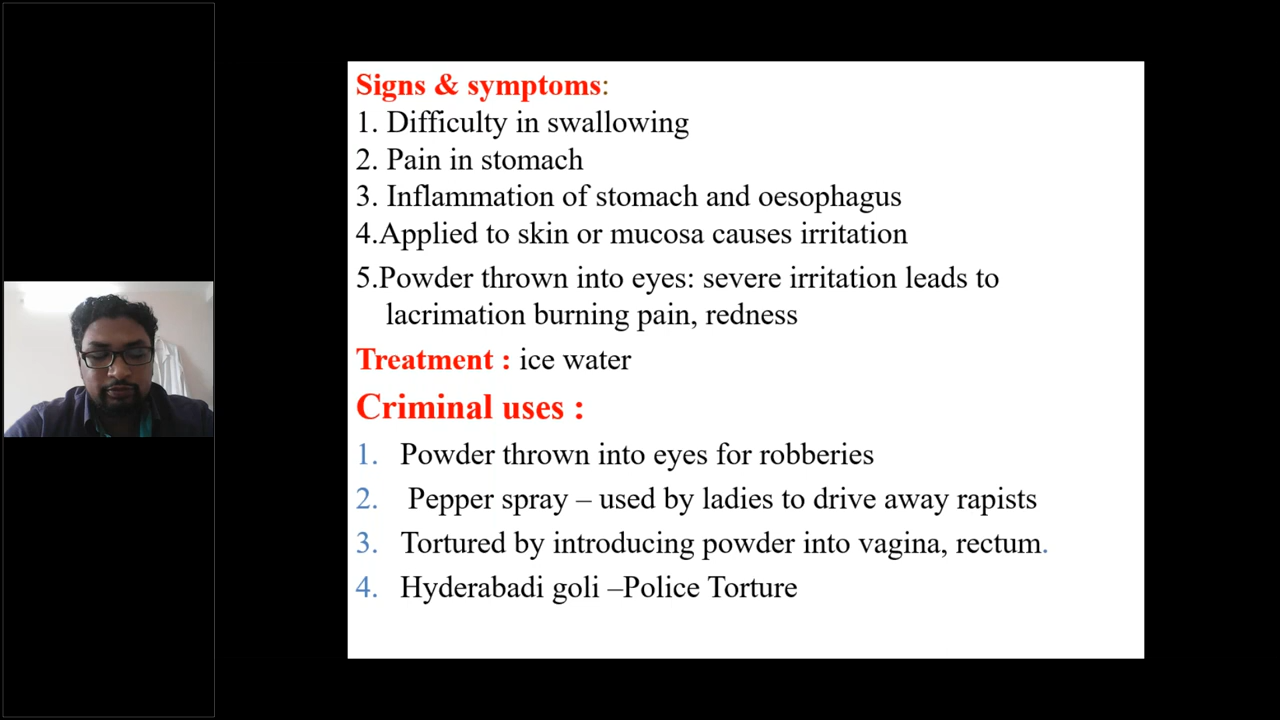 Signs & symptoms:
1. Difficulty in swallowing
2. Pain in stomach
3. Inflammation of stomach and oesophagus
4.Applied to skin or mucosa causes irritation
5.Powder thrown into eyes: severe irritation leads to
lacrimation burning pain, redness
Treatment : ice water
Criminal uses :
1. Powder thrown into eyes for robberies
2. Pepper spray – used by ladies to drive away rapists
3. Tortured by introducing powder into vagina, rectum.
4. Hyderabadi goli –Police Torture